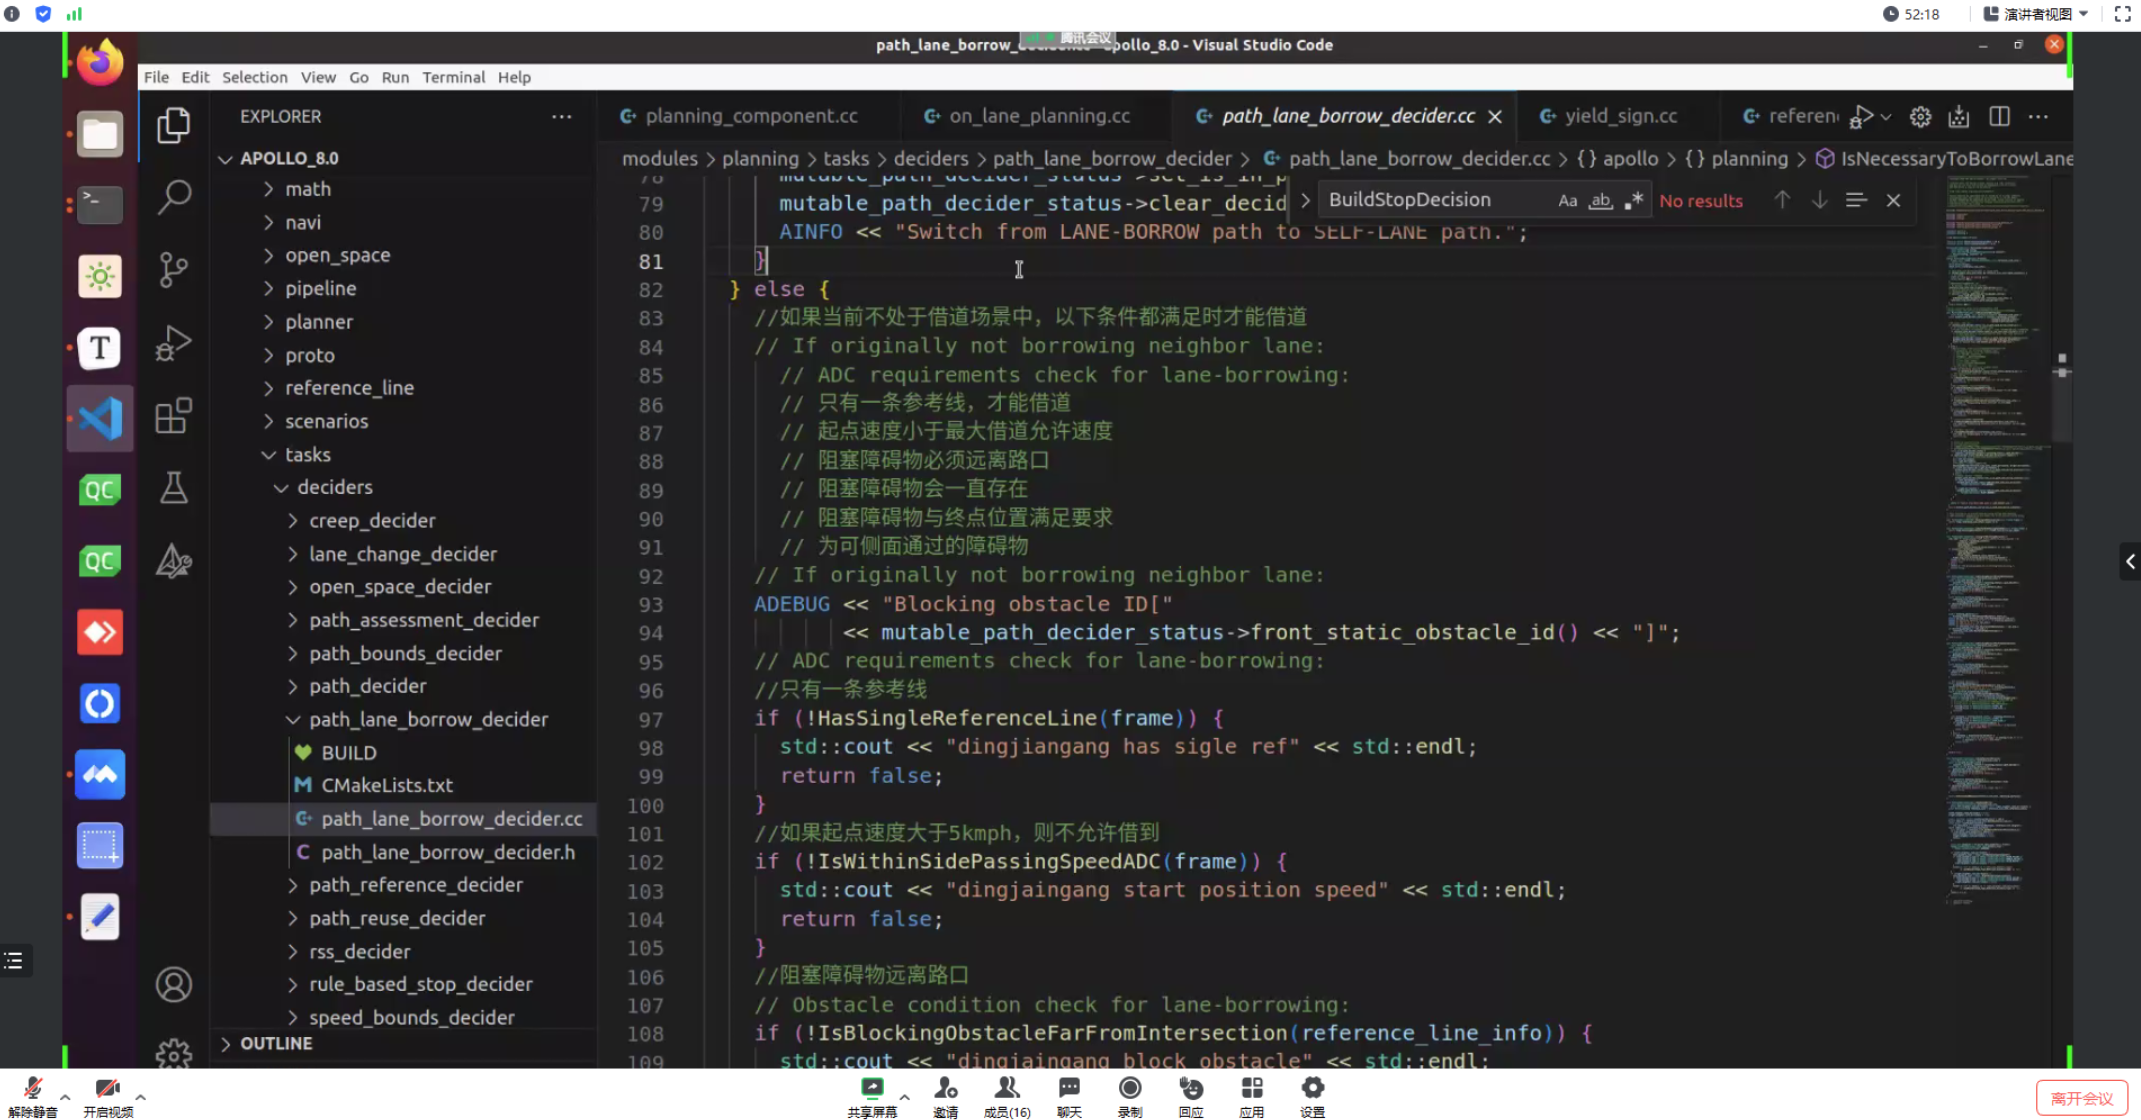 52:18
演讲者视图
path_lane_borrow_
腾讯会议
pollo_8.0 - Visual Studio Code
File Edit Selection View Go Run Terminal Help
EXPLORER
planning_component.cc
on_lane_planning.cc
path_lane_borrow_decider.cc
yield_sign.cc
referen
APOLLO_8.0
modules > planning > tasks > deciders > path_lane_borrow_decider > path_lane_borrow_decider.cc > {} apollo > {} planning > IsNecessaryToBorrowLane
BuildStopDecision
Aa ab .*
No results
math
navi
open_space
pipeline
planner
proto
reference_line
scenarios
tasks
deciders
creep_decider
lane_change_decider
open_space_decider
path_assessment_decider
path_bounds_decider
path_decider
path_lane_borrow_decider
BUILD
CMakeLists.txt
path_lane_borrow_decider.cc
path_lane_borrow_decider.h
path_reference_decider
path_reuse_decider
rss_decider
rule_based_stop_decider
speed_bounds_decider
OUTLINE
78 mutable_path_decider_status->set_is_in_p
79 mutable_path_decider_status->clear_decid
80 AINFO << "Switch from LANE-BORROW path to SELF-LANE path.";
81 }
82 } else {
83 //如果当前不处于借道场景中，以下条件都满足时才能借道
84 // If originally not borrowing neighbor lane:
85 // ADC requirements check for lane-borrowing:
86 // 只有一条参考线，才能借道
87 // 起点速度小于最大借道允许速度
88 // 阻塞障碍物必须远离路口
89 // 阻塞障碍物会一直存在
90 // 阻塞障碍物与终点位置满足要求
91 // 为可侧面通过的障碍物
92 // If originally not borrowing neighbor lane:
93 ADEBUG << "Blocking obstacle ID["
94 << mutable_path_decider_status->front_static_obstacle_id() << "]";
95 // ADC requirements check for lane-borrowing:
96 //只有一条参考线
97 if (!HasSingleReferenceLine(frame)) {
98 std::cout << "dingjiangang has sigle ref" << std::endl;
99 return false;
100 }
101 //如果起点速度大于5kmph，则不允许借到
102 if (!IsWithinSidePassingSpeedADC(frame)) {
103 std::cout << "dingjaingang start position speed" << std::endl;
104 return false;
105 }
106 //阻塞障碍物远离路口
107 // Obstacle condition check for lane-borrowing:
108 if (!IsBlockingObstacleFarFromIntersection(reference_line_info)) {
109 std::cout << "dingjiangang block obstacle" << std::endl;
T
QC
QC
解除静音
开启视频
共享屏幕
邀请
成员(16)
聊天
录制
回应
应用
设置
离开会议